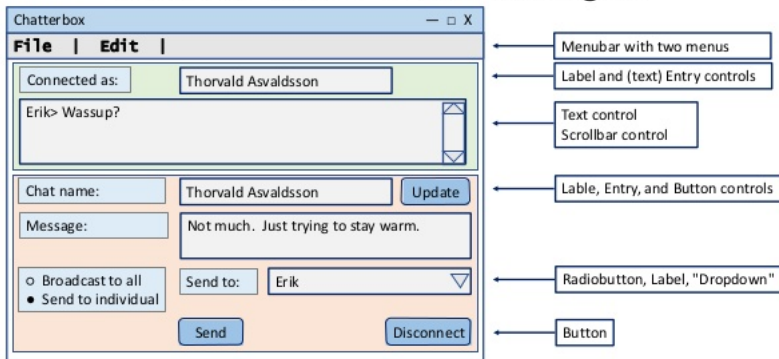 Chatterbox — □ X
File | Edit |
Menubar with two menus
Connected as: Thorvald Asvaldsson
Label and (text) Entry controls
Erik> Wassup?
Text control
Scrollbar control
Chat name: Thorvald Asvaldsson Update
Lable, Entry, and Button controls
Message: Not much. Just trying to stay warm.
○ Broadcast to all
● Send to individual
Send to: Erik
Radiobutton, Label, "Dropdown"
Send Disconnect
Button